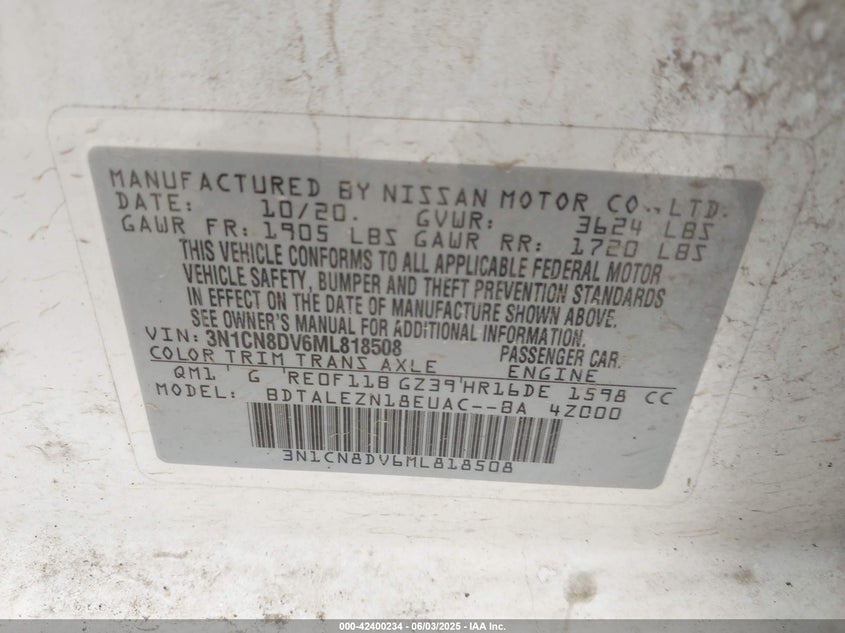 MANUFACTURED BY NISSAN MOTOR CO., LTD.
DATE: 10/20. GVWR: 3624 LBS
GAWR FR: 1905 LBS GAWR RR: 1720 LBS
THIS VEHICLE CONFORMS TO ALL APPLICABLE FEDERAL MOTOR
VEHICLE SAFETY, BUMPER AND THEFT PREVENTION STANDARDS
IN EFFECT ON THE DATE OF MANUFACTURE SHOWN ABOVE.
SEE OWNER'S MANUAL FOR ADDITIONAL INFORMATION.
VIN: 3N1CN8DV6ML818508 PASSENGER CAR.
COLOR TRIM TRANS AXLE ENGINE
QM1 ' G 'RE0F11B GZ39'HR16DE 1598 CC
MODEL: BDTALEZN18EUAC--BA 4Z000
3N1CN8DV6ML818508
000-42400234 - 06/03/2025 - IAA Inc.